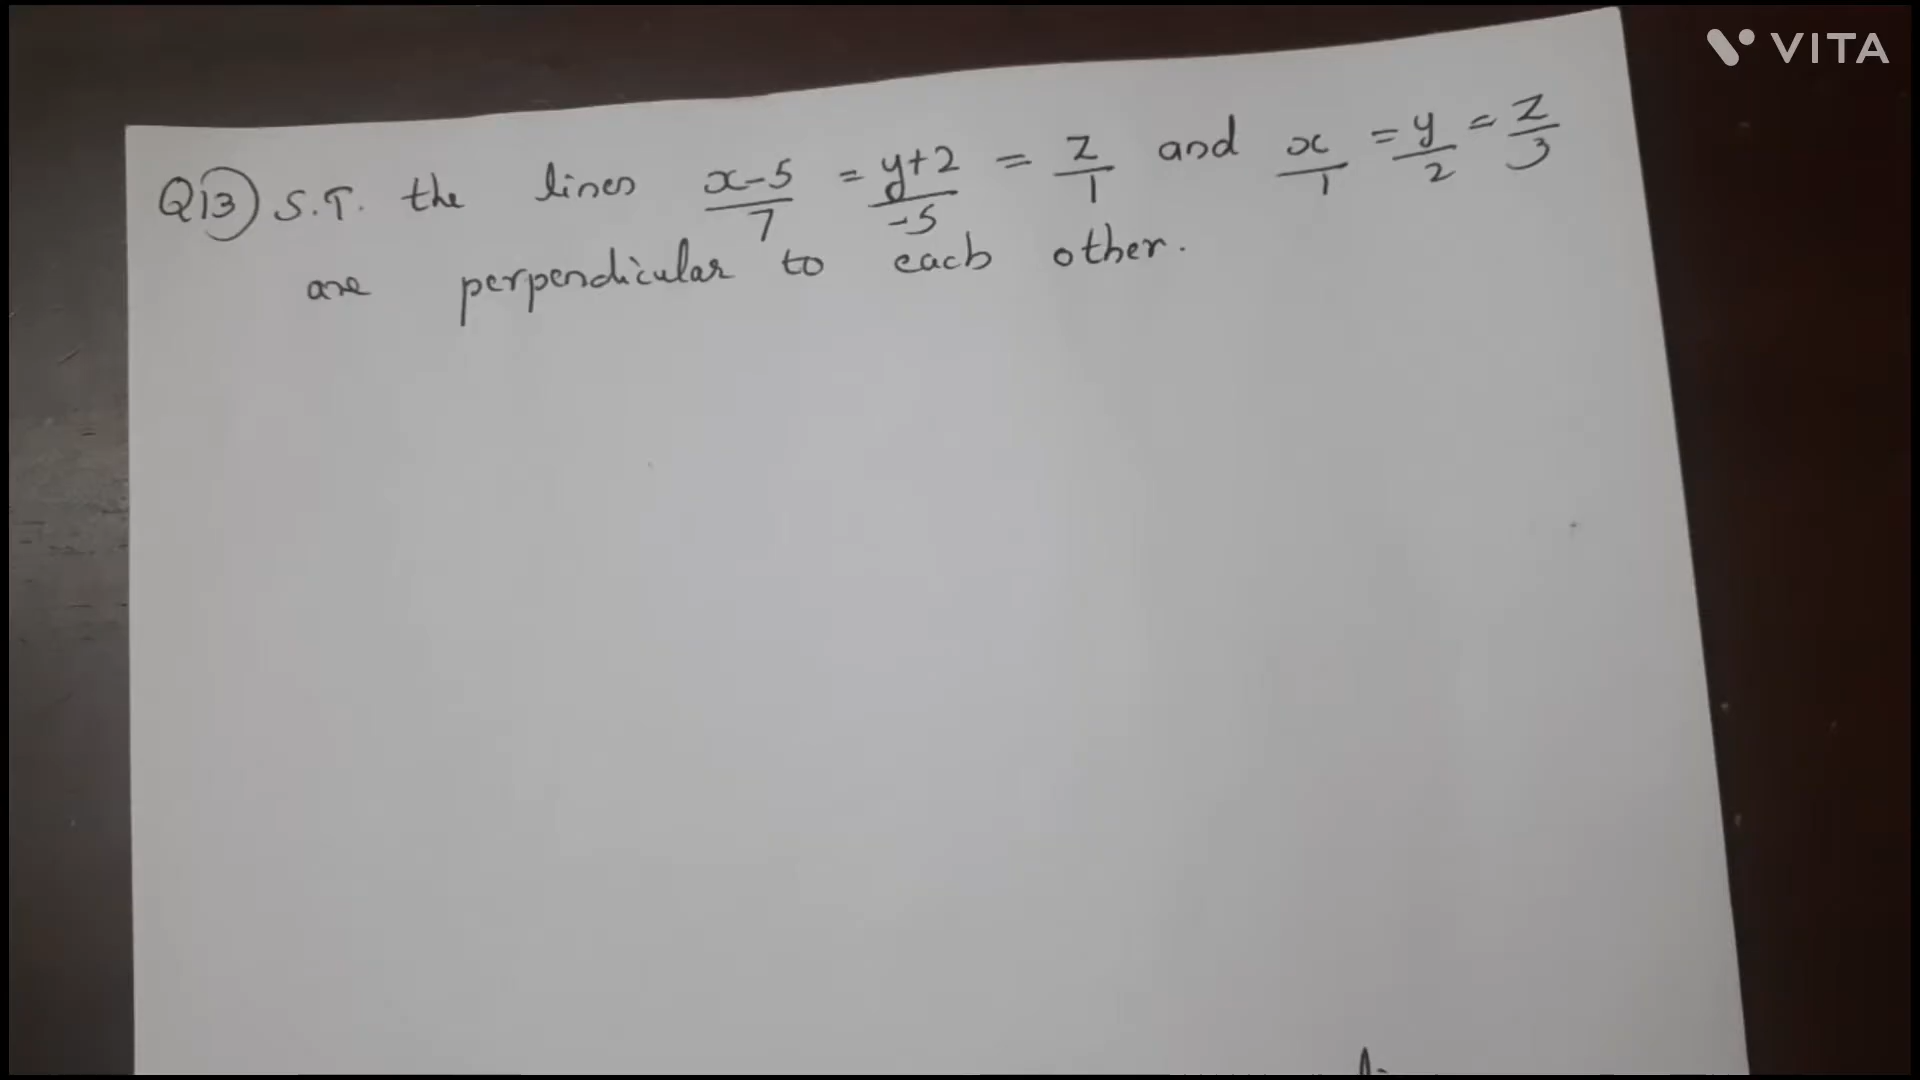 VITA
Q13) S.T. the lines x-5/7 = y+2/-5 = z/1 and x/1 = y/2 = z/3
are perpendicular to each other.